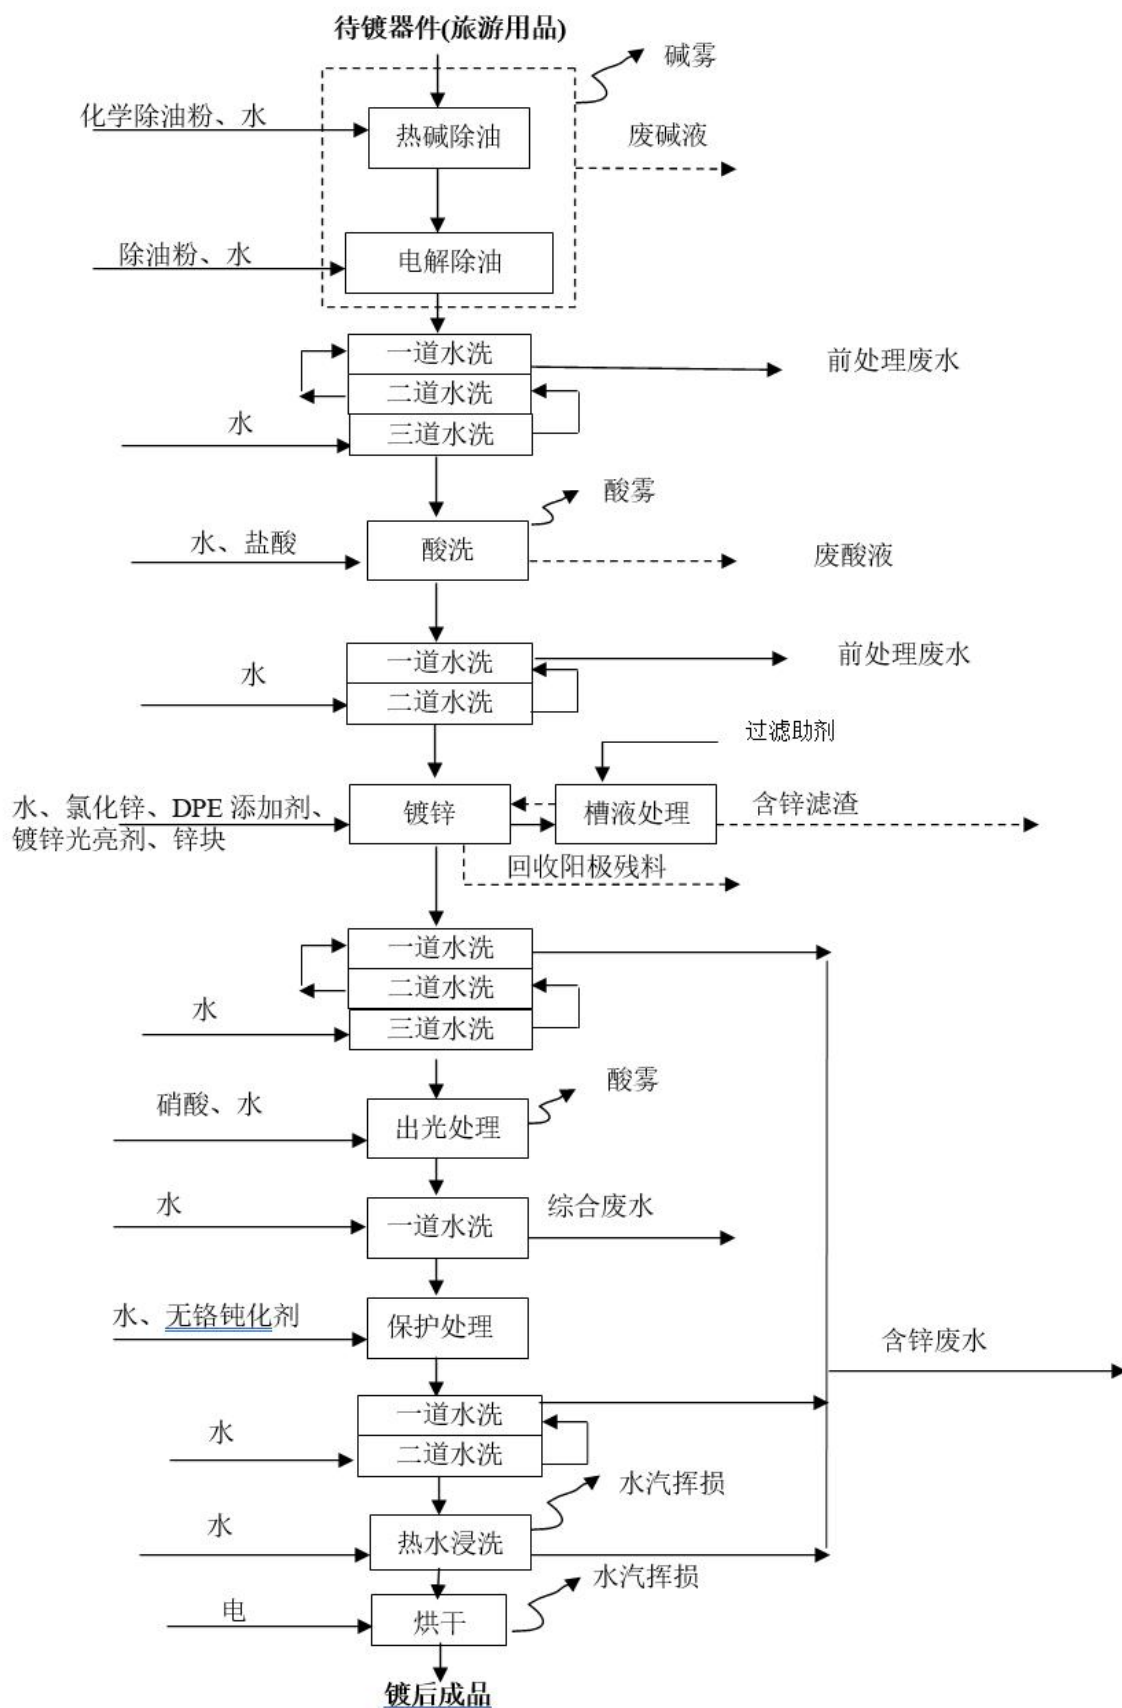 待镀器件(旅游用品)
碱雾
化学除油粉、水
热碱除油
废碱液
除油粉、水
电解除油
一道水洗
前处理废水
二道水洗
水
三道水洗
酸雾
水、盐酸
酸洗
废酸液
一道水洗
前处理废水
水
二道水洗
过滤助剂
水、氯化锌、DPE 添加剂、
镀锌光亮剂、锌块
镀锌
槽液处理
含锌滤渣
回收阳极残料
一道水洗
二道水洗
水
三道水洗
酸雾
硝酸、水
出光处理
水
一道水洗
综合废水
水、无铬钝化剂
保护处理
含锌废水
一道水洗
水
二道水洗
水汽挥损
水
热水浸洗
水汽挥损
电
烘干
镀后成品